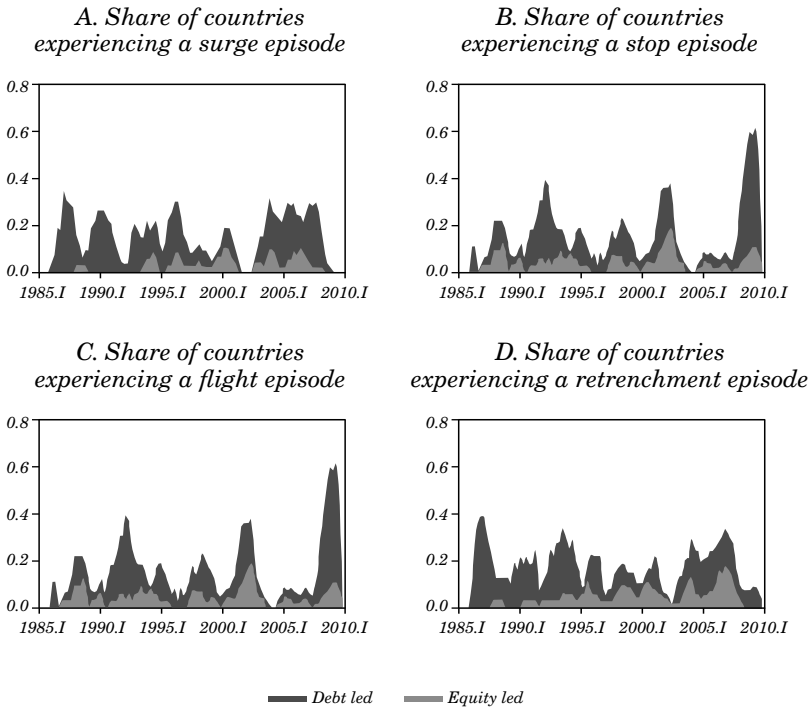 A. Share of countries
experiencing a surge episode
0.8
0.6
0.4
0.2
0.0
1985.I 1990.I 1995.I 2000.I 2005.I 2010.I
B. Share of countries
experiencing a stop episode
0.8
0.6
0.4
0.2
0.0
1985.I 1990.I 1995.I 2000.I 2005.I 2010.I
C. Share of countries
experiencing a flight episode
0.8
0.6
0.4
0.2
0.0
1985.I 1990.I 1995.I 2000.I 2005.I 2010.I
D. Share of countries
experiencing a retrenchment episode
0.8
0.6
0.4
0.2
0.0
1985.I 1990.I 1995.I 2000.I 2005.I 2010.I
Debt led Equity led